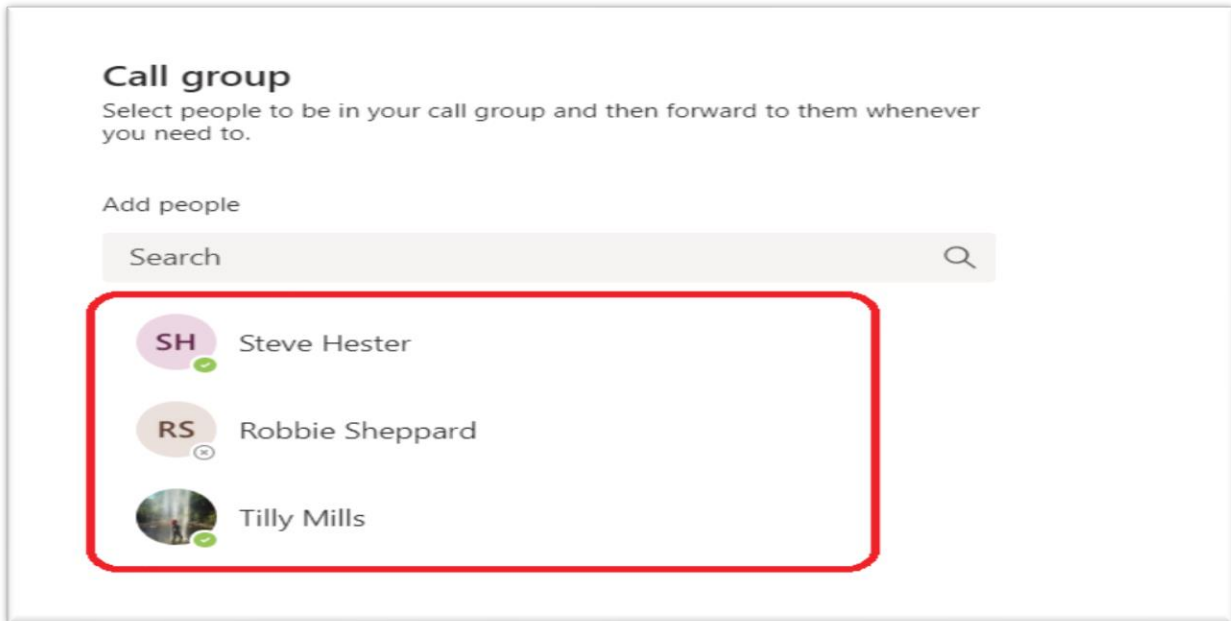 Call group
Select people to be in your call group and then forward to them whenever
you need to.
Add people
Search
SH Steve Hester
RS Robbie Sheppard
Tilly Mills